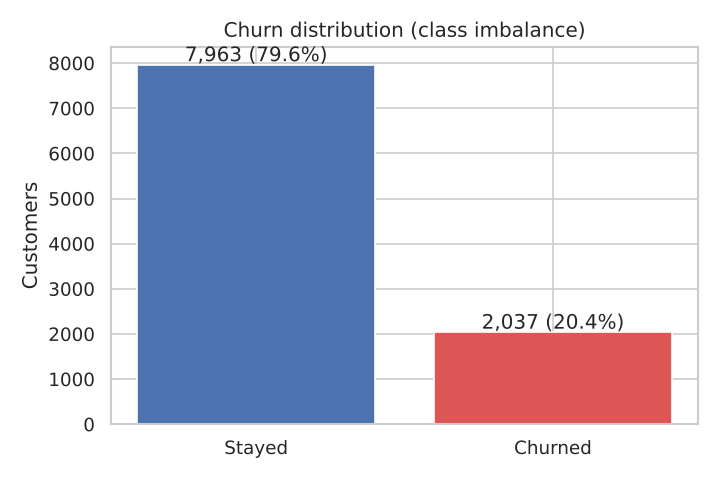 Churn distribution (class imbalance)
7,963 (79.6%)
8000
7000
6000
5000
4000
3000
2000
1000
0
Customers
2,037 (20.4%)
Stayed
Churned